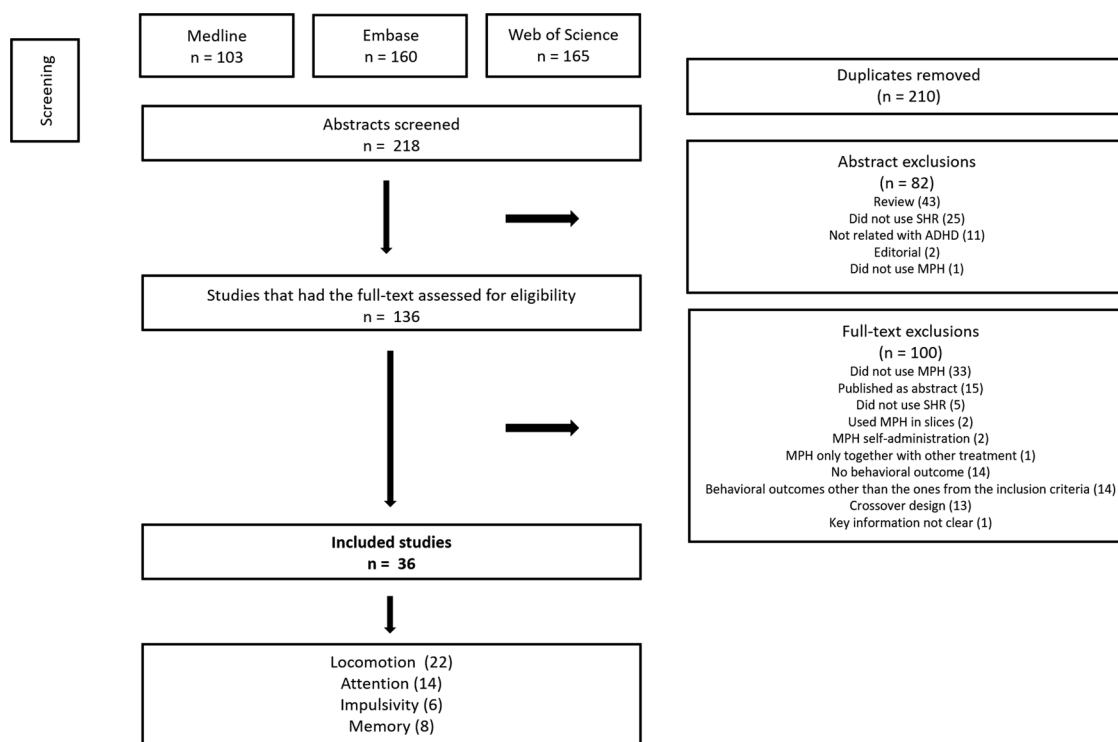 Screening
Medline
n = 103
Embase
n = 160
Web of Science
n = 165
Duplicates removed
(n = 210)
Abstracts screened
n = 218
Abstract exclusions
(n = 82)
Review (43)
Did not use SHR (25)
Not related with ADHD (11)
Editorial (2)
Did not use MPH (1)
Studies that had the full-text assessed for eligibility
n = 136
Full-text exclusions
(n = 100)
Did not use MPH (33)
Published as abstract (15)
Did not use SHR (5)
Used MPH in slices (2)
MPH self-administration (2)
MPH only together with other treatment (1)
No behavioral outcome (14)
Behavioral outcomes other than the ones from the inclusion criteria (14)
Crossover design (13)
Key information not clear (1)
Included studies
n = 36
Locomotion (22)
Attention (14)
Impulsivity (6)
Memory (8)